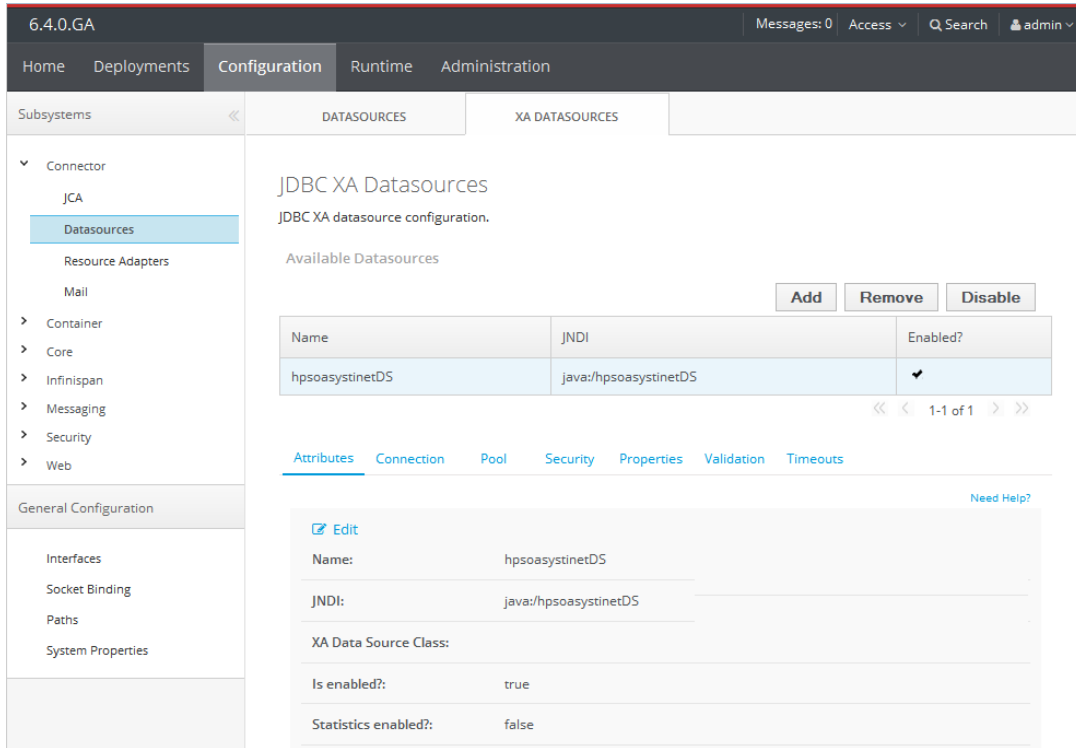 6.4.0.GA Messages: 0 Access Search admin
Home Deployments Configuration Runtime Administration
Subsystems
Connector
JCA
Datasources
Resource Adapters
Mail
Container
Core
Infinispan
Messaging
Security
Web
General Configuration
Interfaces
Socket Binding
Paths
System Properties
DATASOURCES XA DATASOURCES
JDBC XA Datasources
JDBC XA datasource configuration.
Available Datasources
Add Remove Disable
Name JNDI Enabled?
hpsoasystinetDS java:/hpsoasystinetDS
1-1 of 1
Attributes Connection Pool Security Properties Validation Timeouts
Need Help?
Edit
Name: hpsoasystinetDS
JNDI: java:/hpsoasystinetDS
XA Data Source Class:
Is enabled?: true
Statistics enabled?: false